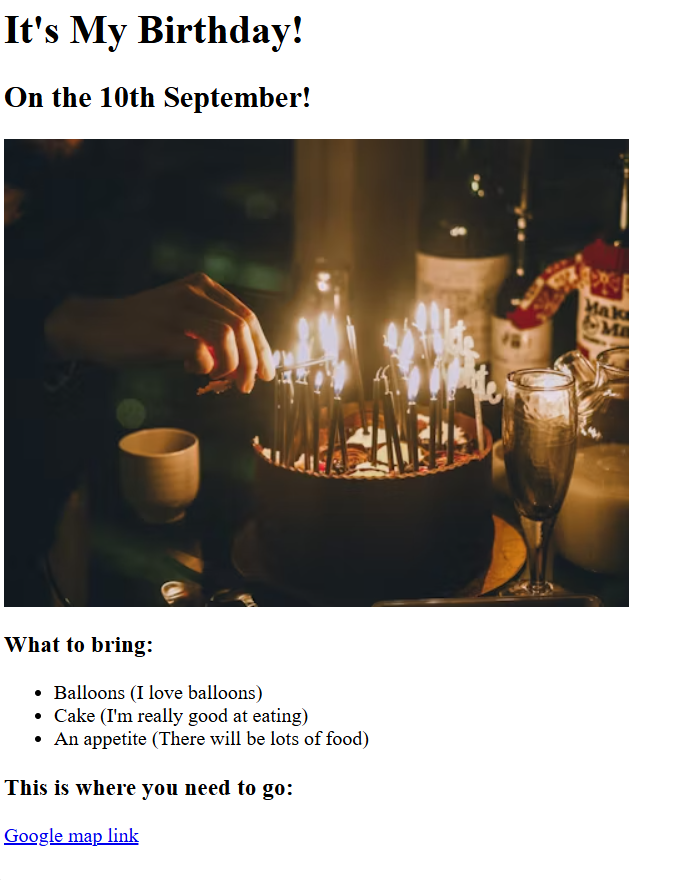 It's My Birthday!
On the 10th September!
Make
What to bring:
Balloons (I love balloons)
Cake (I'm really good at eating)
An appetite (There will be lots of food)
This is where you need to go:
Google map link